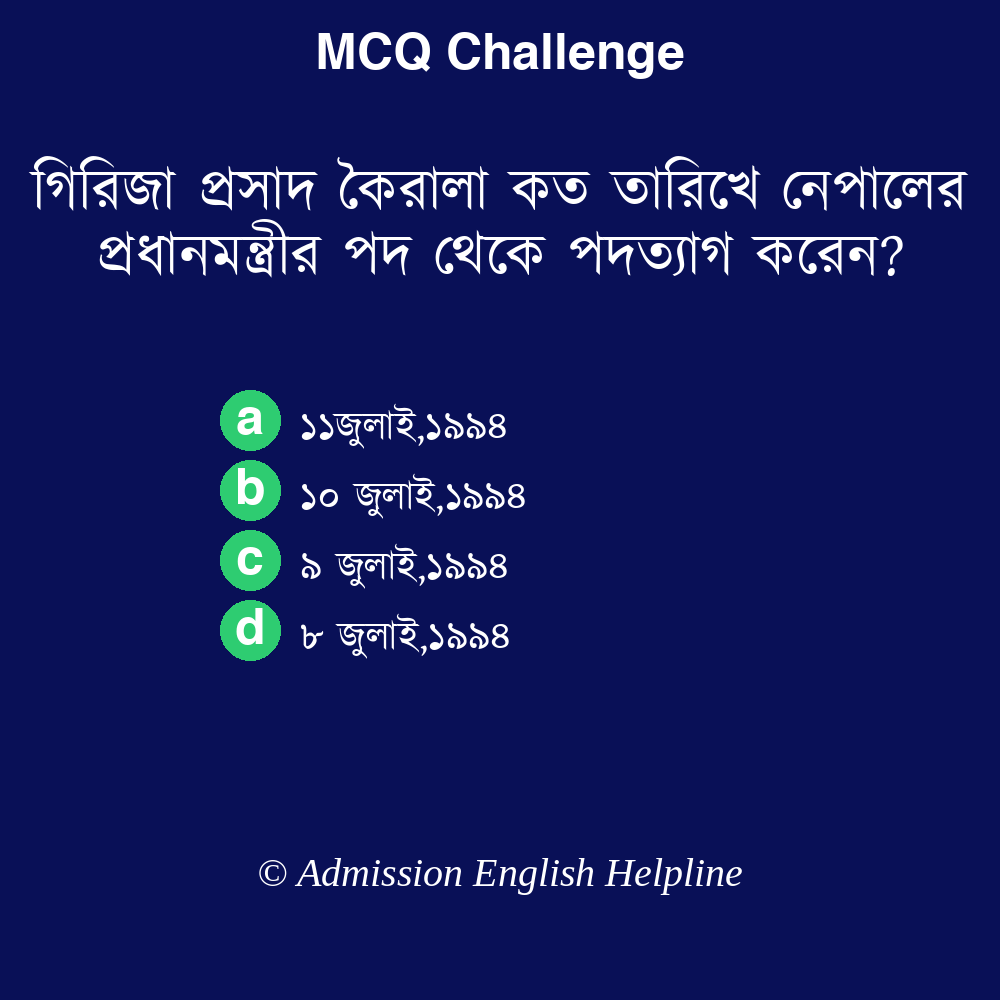 MCQ Challenge
গিরিজা প্রসাদ কৈরালা কত তারিখে নেপালের
প্রধানমন্ত্রীর পদ থেকে পদত্যাগ করেন?
a ১১জুলাই,১৯৯৪
b ১০ জুলাই,১৯৯৪
c ৯ জুলাই,১৯৯৪
d ৮ জুলাই,১৯৯৪
© Admission English Helpline